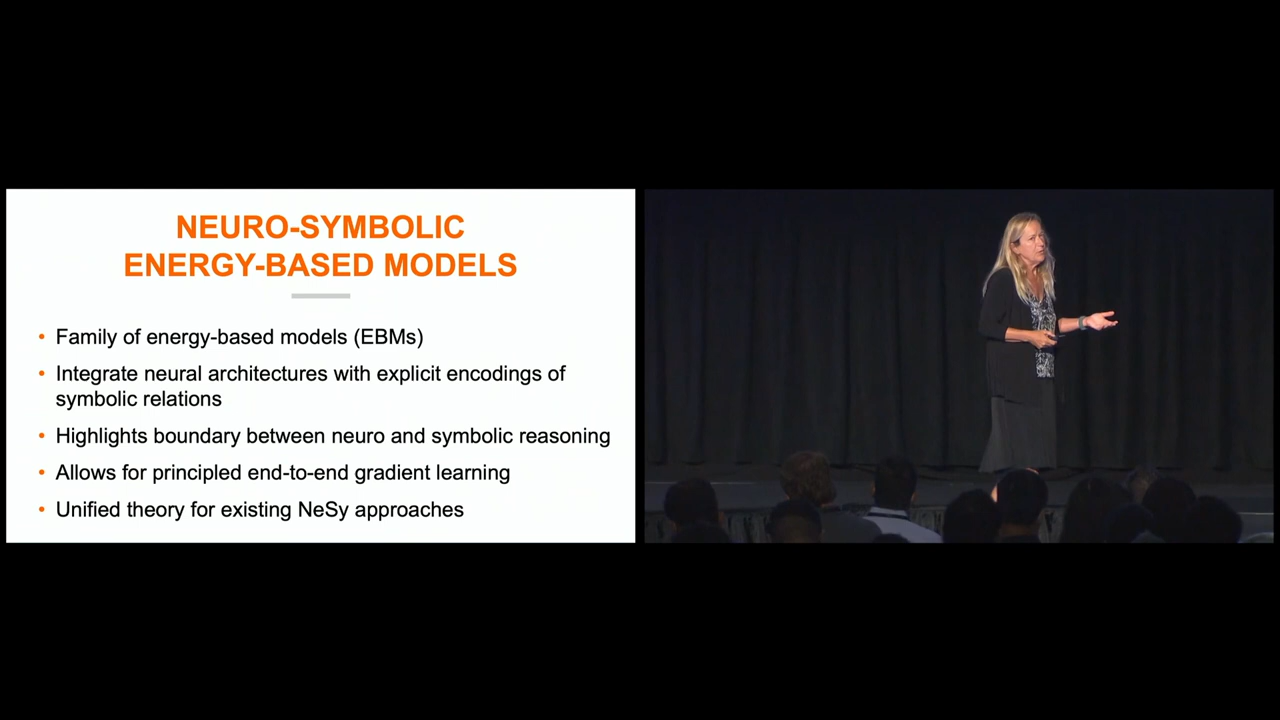 NEURO-SYMBOLIC
ENERGY-BASED MODELS
• Family of energy-based models (EBMs)
• Integrate neural architectures with explicit encodings of
symbolic relations
• Highlights boundary between neuro and symbolic reasoning
• Allows for principled end-to-end gradient learning
• Unified theory for existing NeSy approaches